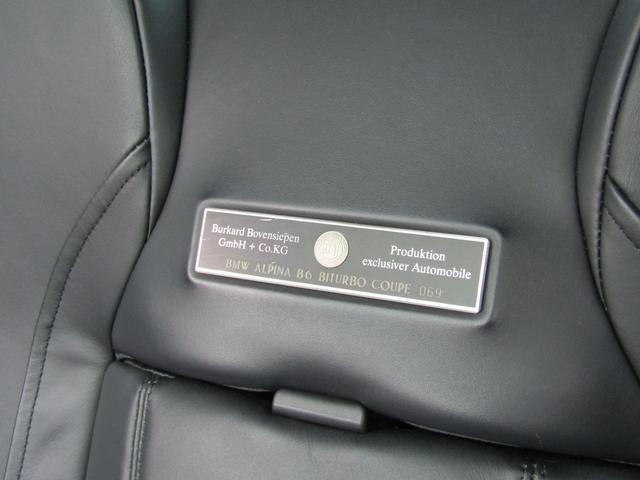 Burkard Bovensiepen
GmbH + Co.KG
Produktion
exclusiver Automobile
BMW ALPINA B6 BITURBO COUPE 069